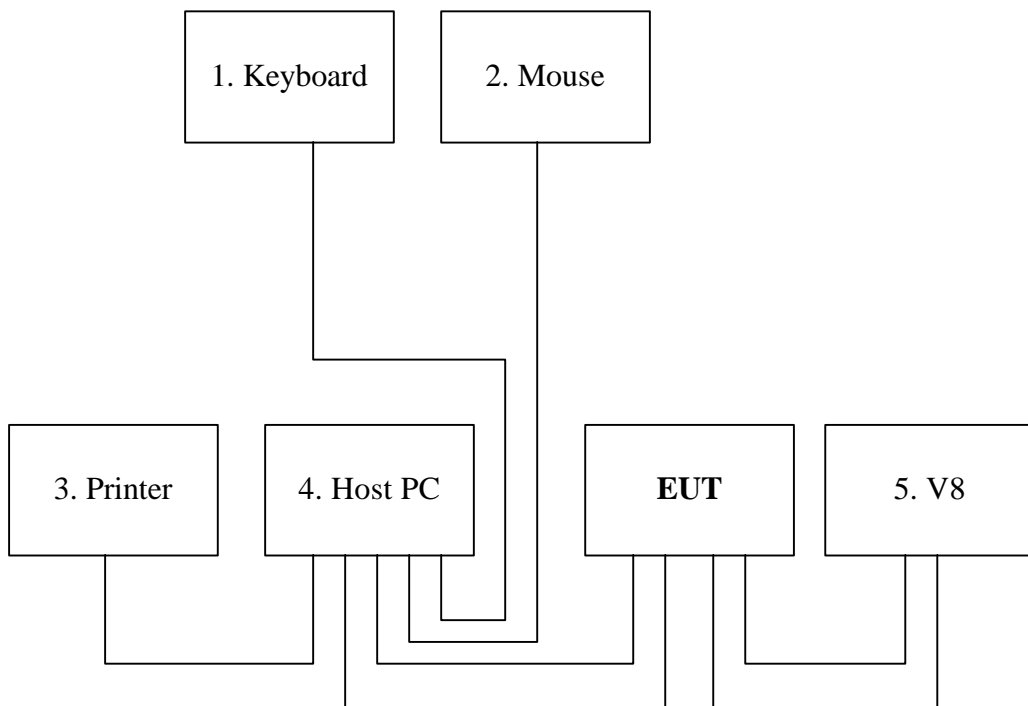 1. Keyboard
2. Mouse
3. Printer
4. Host PC
EUT
5. V8